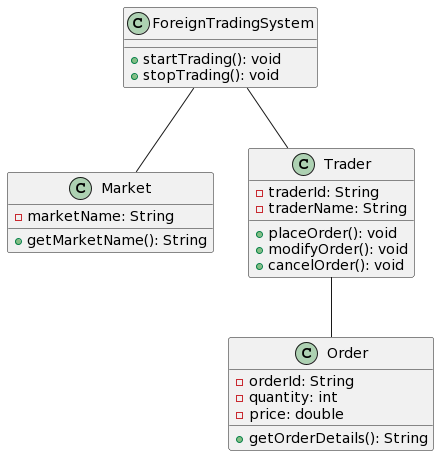 C ForeignTradingSystem
startTrading(): void
stopTrading(): void
C Market
marketName: String
getMarketName(): String
C Trader
traderId: String
traderName: String
placeOrder(): void
modifyOrder(): void
cancelOrder(): void
C Order
orderId: String
quantity: int
price: double
getOrderDetails(): String